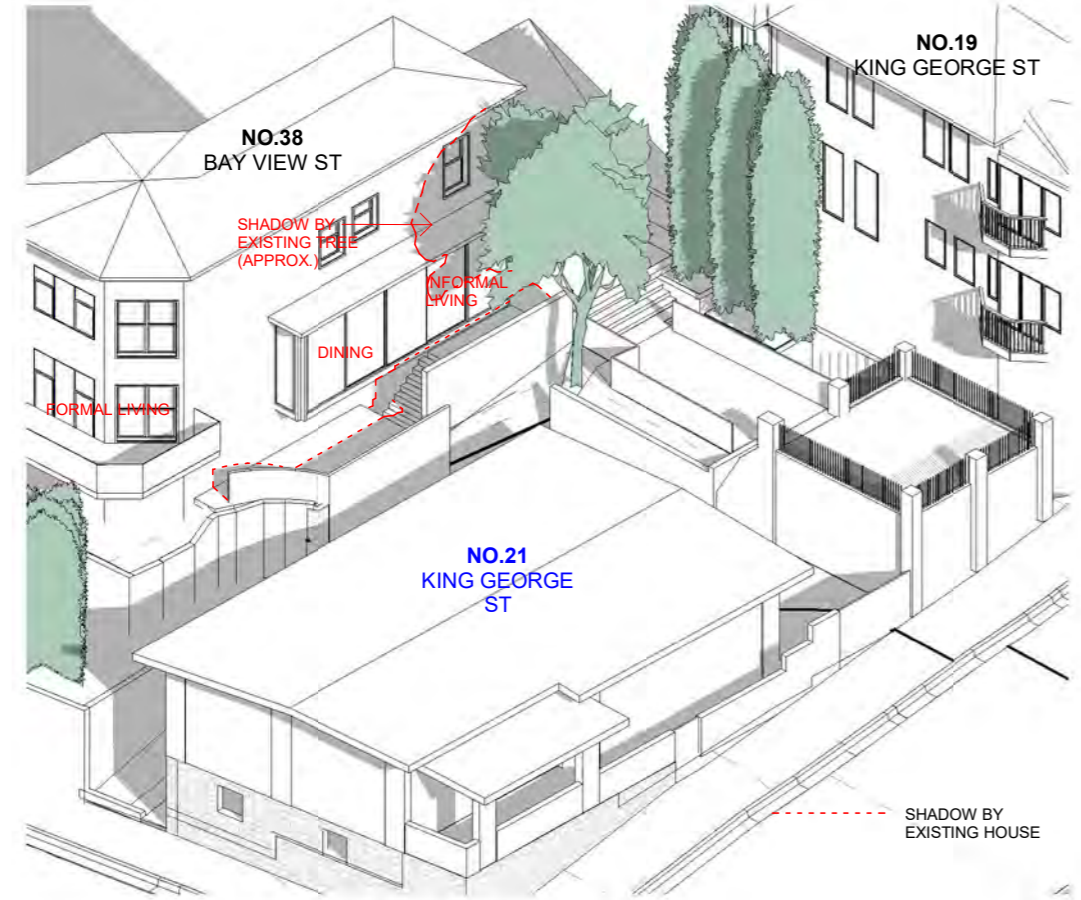 NO.19
KING GEORGE ST
NO.38
BAY VIEW ST
SHADOW BY
EXISTING TREE
(APPROX.)
INFORMAL
LIVING
DINING
FORMAL LIVING
NO.21
KING GEORGE
ST
SHADOW BY
EXISTING HOUSE